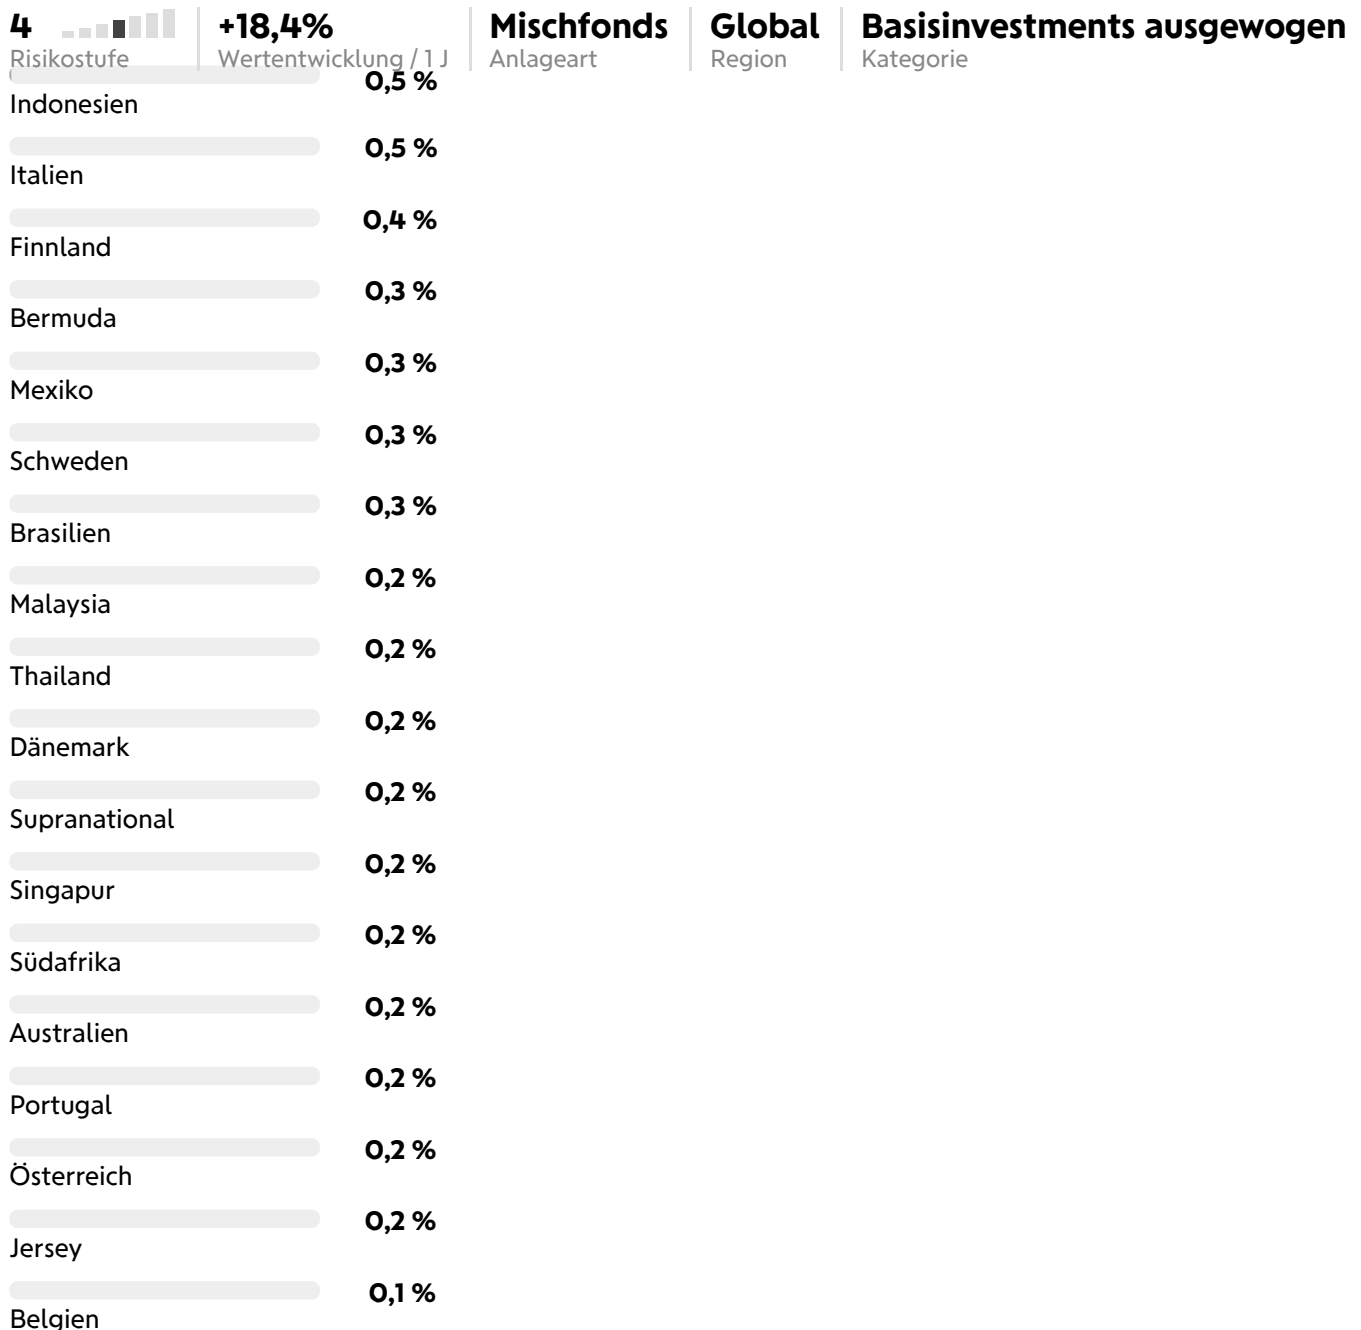 4 +18,4% Mischfonds Global Basisinvestments ausgewogen
Risikostufe Wertentwicklung / 1 J Anlageart Region Kategorie
0,5 %
Indonesien
0,5 %
Italien
0,4 %
Finnland
0,3 %
Bermuda
0,3 %
Mexiko
0,3 %
Schweden
0,3 %
Brasilien
0,2 %
Malaysia
0,2 %
Thailand
0,2 %
Dänemark
0,2 %
Supranational
0,2 %
Singapur
0,2 %
Südafrika
0,2 %
Australien
0,2 %
Portugal
0,2 %
Österreich
0,2 %
Jersey
0,1 %
Belgien